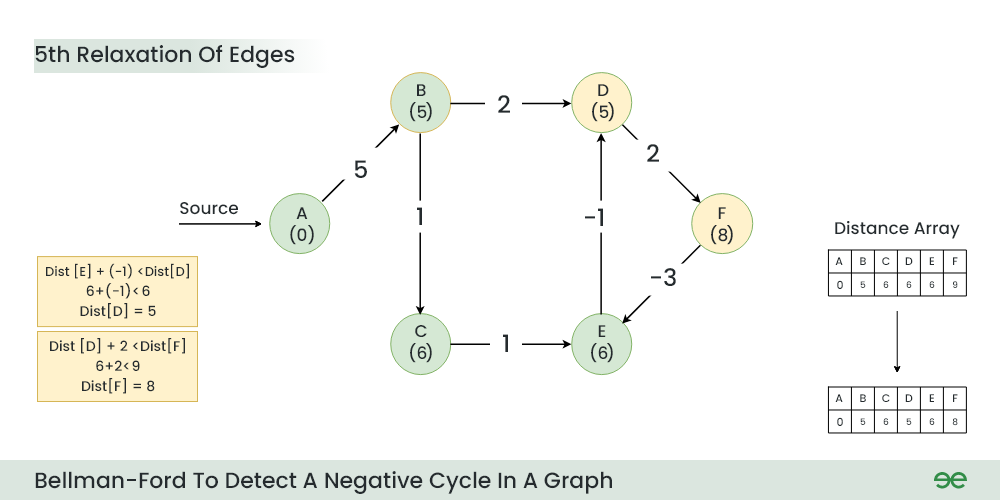 5th Relaxation Of Edges
B
(5)
2
D
(5)
5
2
Source
A
(0)
1
-1
F
(8)
Distance Array
A B C D E F
0 5 6 6 6 9
Dist [E] + (-1) <Dist[D]
6+(-1)< 6
Dist[D] = 5
-3
Dist [D] + 2 <Dist[F]
6+2< 9
Dist[F] = 8
C
(6)
1
E
(6)
A B C D E F
0 5 6 5 6 8
Bellman-Ford To Detect A Negative Cycle In A Graph